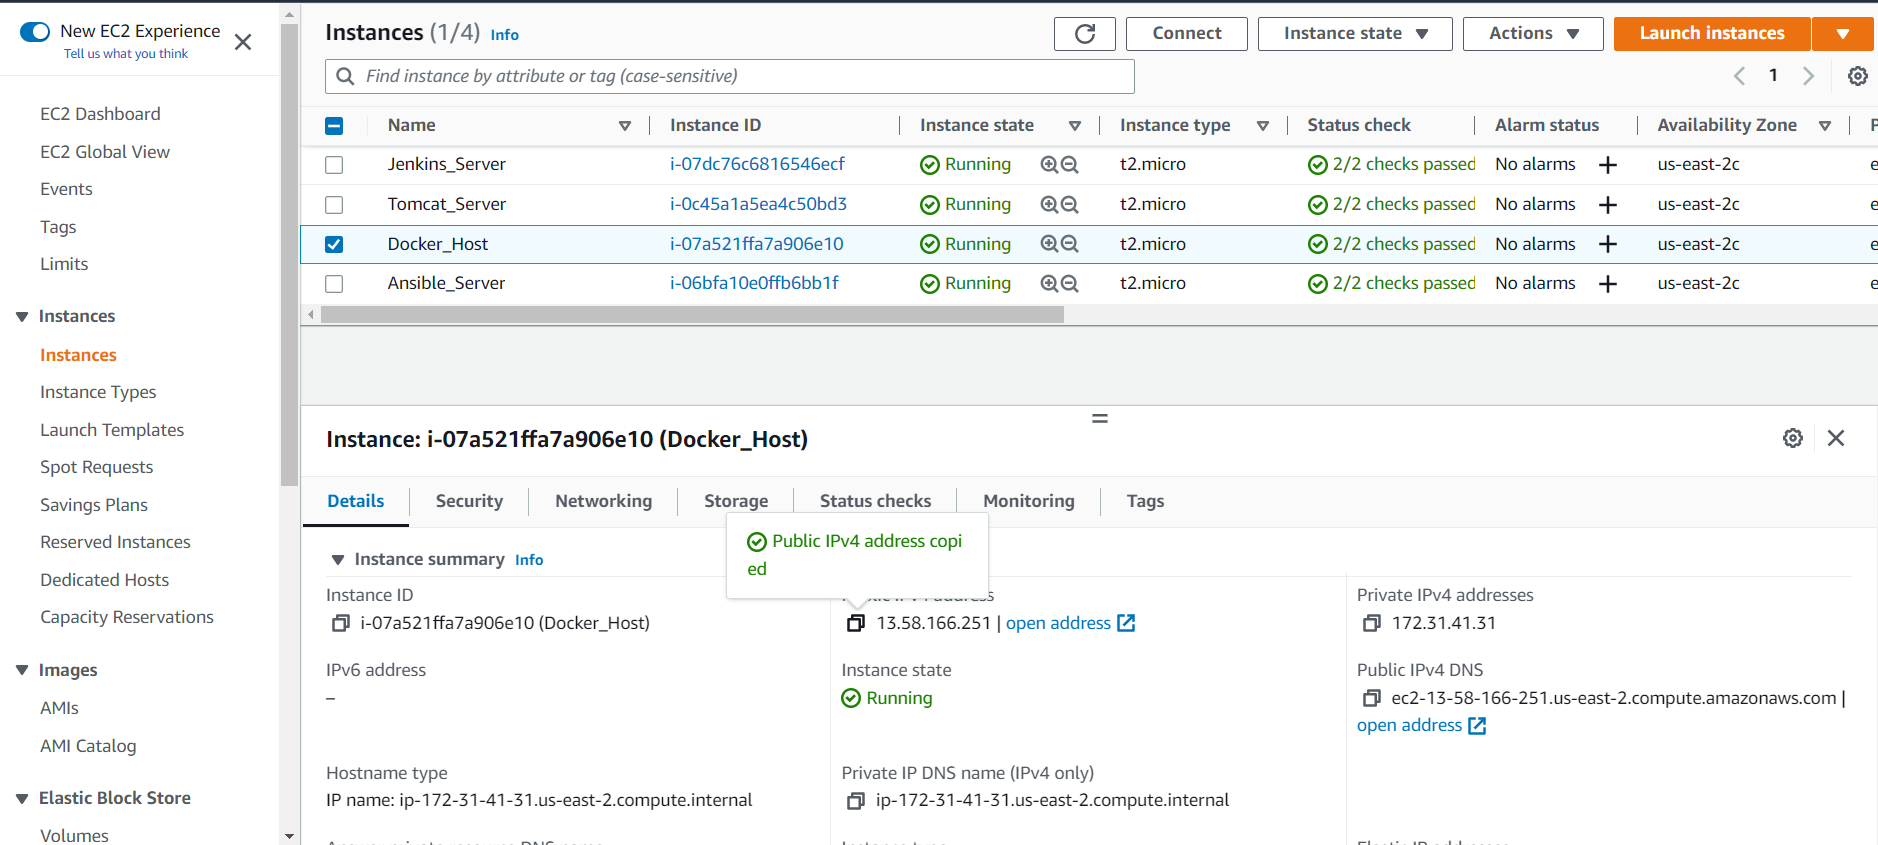 New EC2 Experience
Tell us what you think
EC2 Dashboard
EC2 Global View
Events
Tags
Limits
Instances
Instances
Instance Types
Launch Templates
Spot Requests
Savings Plans
Reserved Instances
Dedicated Hosts
Capacity Reservations
Images
AMIs
AMI Catalog
Elastic Block Store
Volumes
Instances (1/4) Info
Connect
Instance state
Actions
Launch instances
Find instance by attribute or tag (case-sensitive)
1
Name Instance ID Instance state Instance type Status check Alarm status Availability Zone P
Jenkins_Server i-07dc76c6816546ecf Running t2.micro 2/2 checks passed No alarms + us-east-2c e
Tomcat_Server i-0c45a1a5ea4c50bd3 Running t2.micro 2/2 checks passed No alarms + us-east-2c e
Docker_Host i-07a521ffa7a906e10 Running t2.micro 2/2 checks passed No alarms + us-east-2c e
Ansible_Server i-06bfa10e0ffb6bb1f Running t2.micro 2/2 checks passed No alarms + us-east-2c e
Instance: i-07a521ffa7a906e10 (Docker_Host)
Details Security Networking Storage Status checks Monitoring Tags
Public IPv4 address copi
ed
Instance summary Info
Instance ID
i-07a521ffa7a906e10 (Docker_Host)
13.58.166.251 | open address
Private IPv4 addresses
172.31.41.31
IPv6 address
–
Instance state
Running
Public IPv4 DNS
ec2-13-58-166-251.us-east-2.compute.amazonaws.com |
open address
Hostname type
IP name: ip-172-31-41-31.us-east-2.compute.internal
Private IP DNS name (IPv4 only)
ip-172-31-41-31.us-east-2.compute.internal